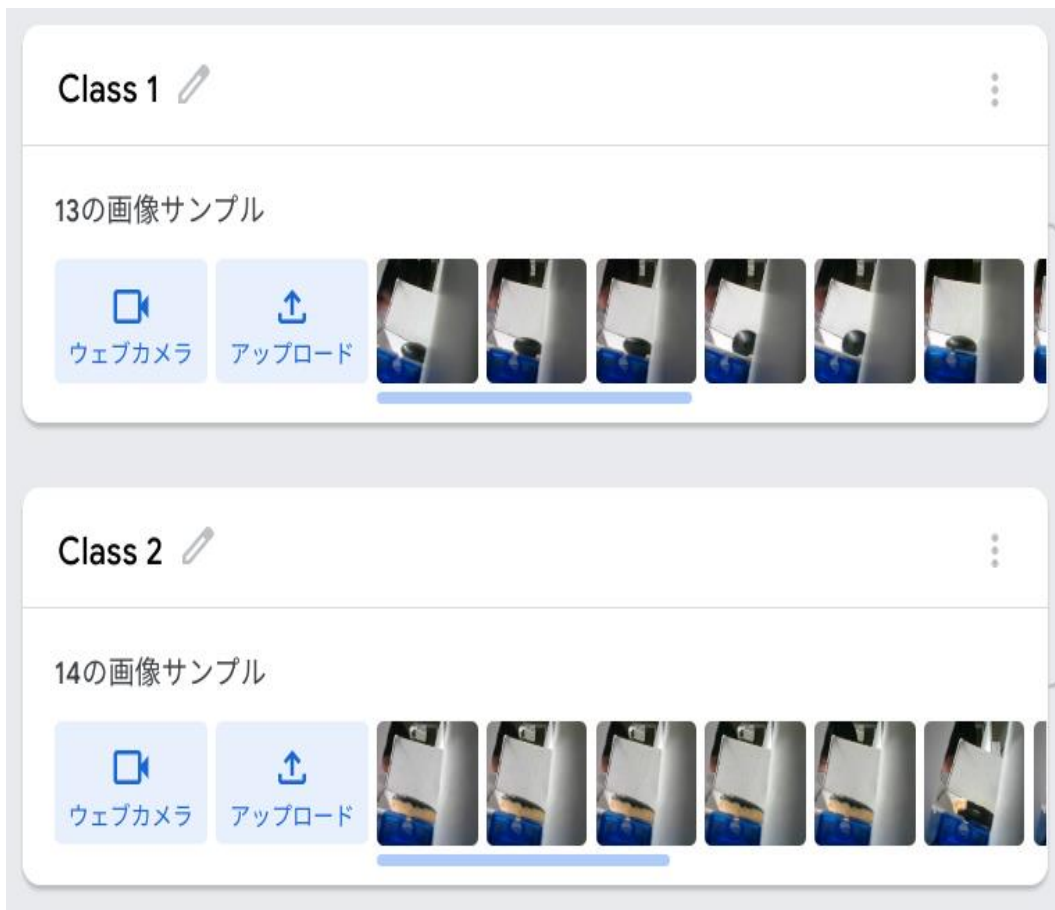 Class 1
13の画像サンプル
ウェブカメラ アップロード
Class 2
14の画像サンプル
ウェブカメラ アップロード